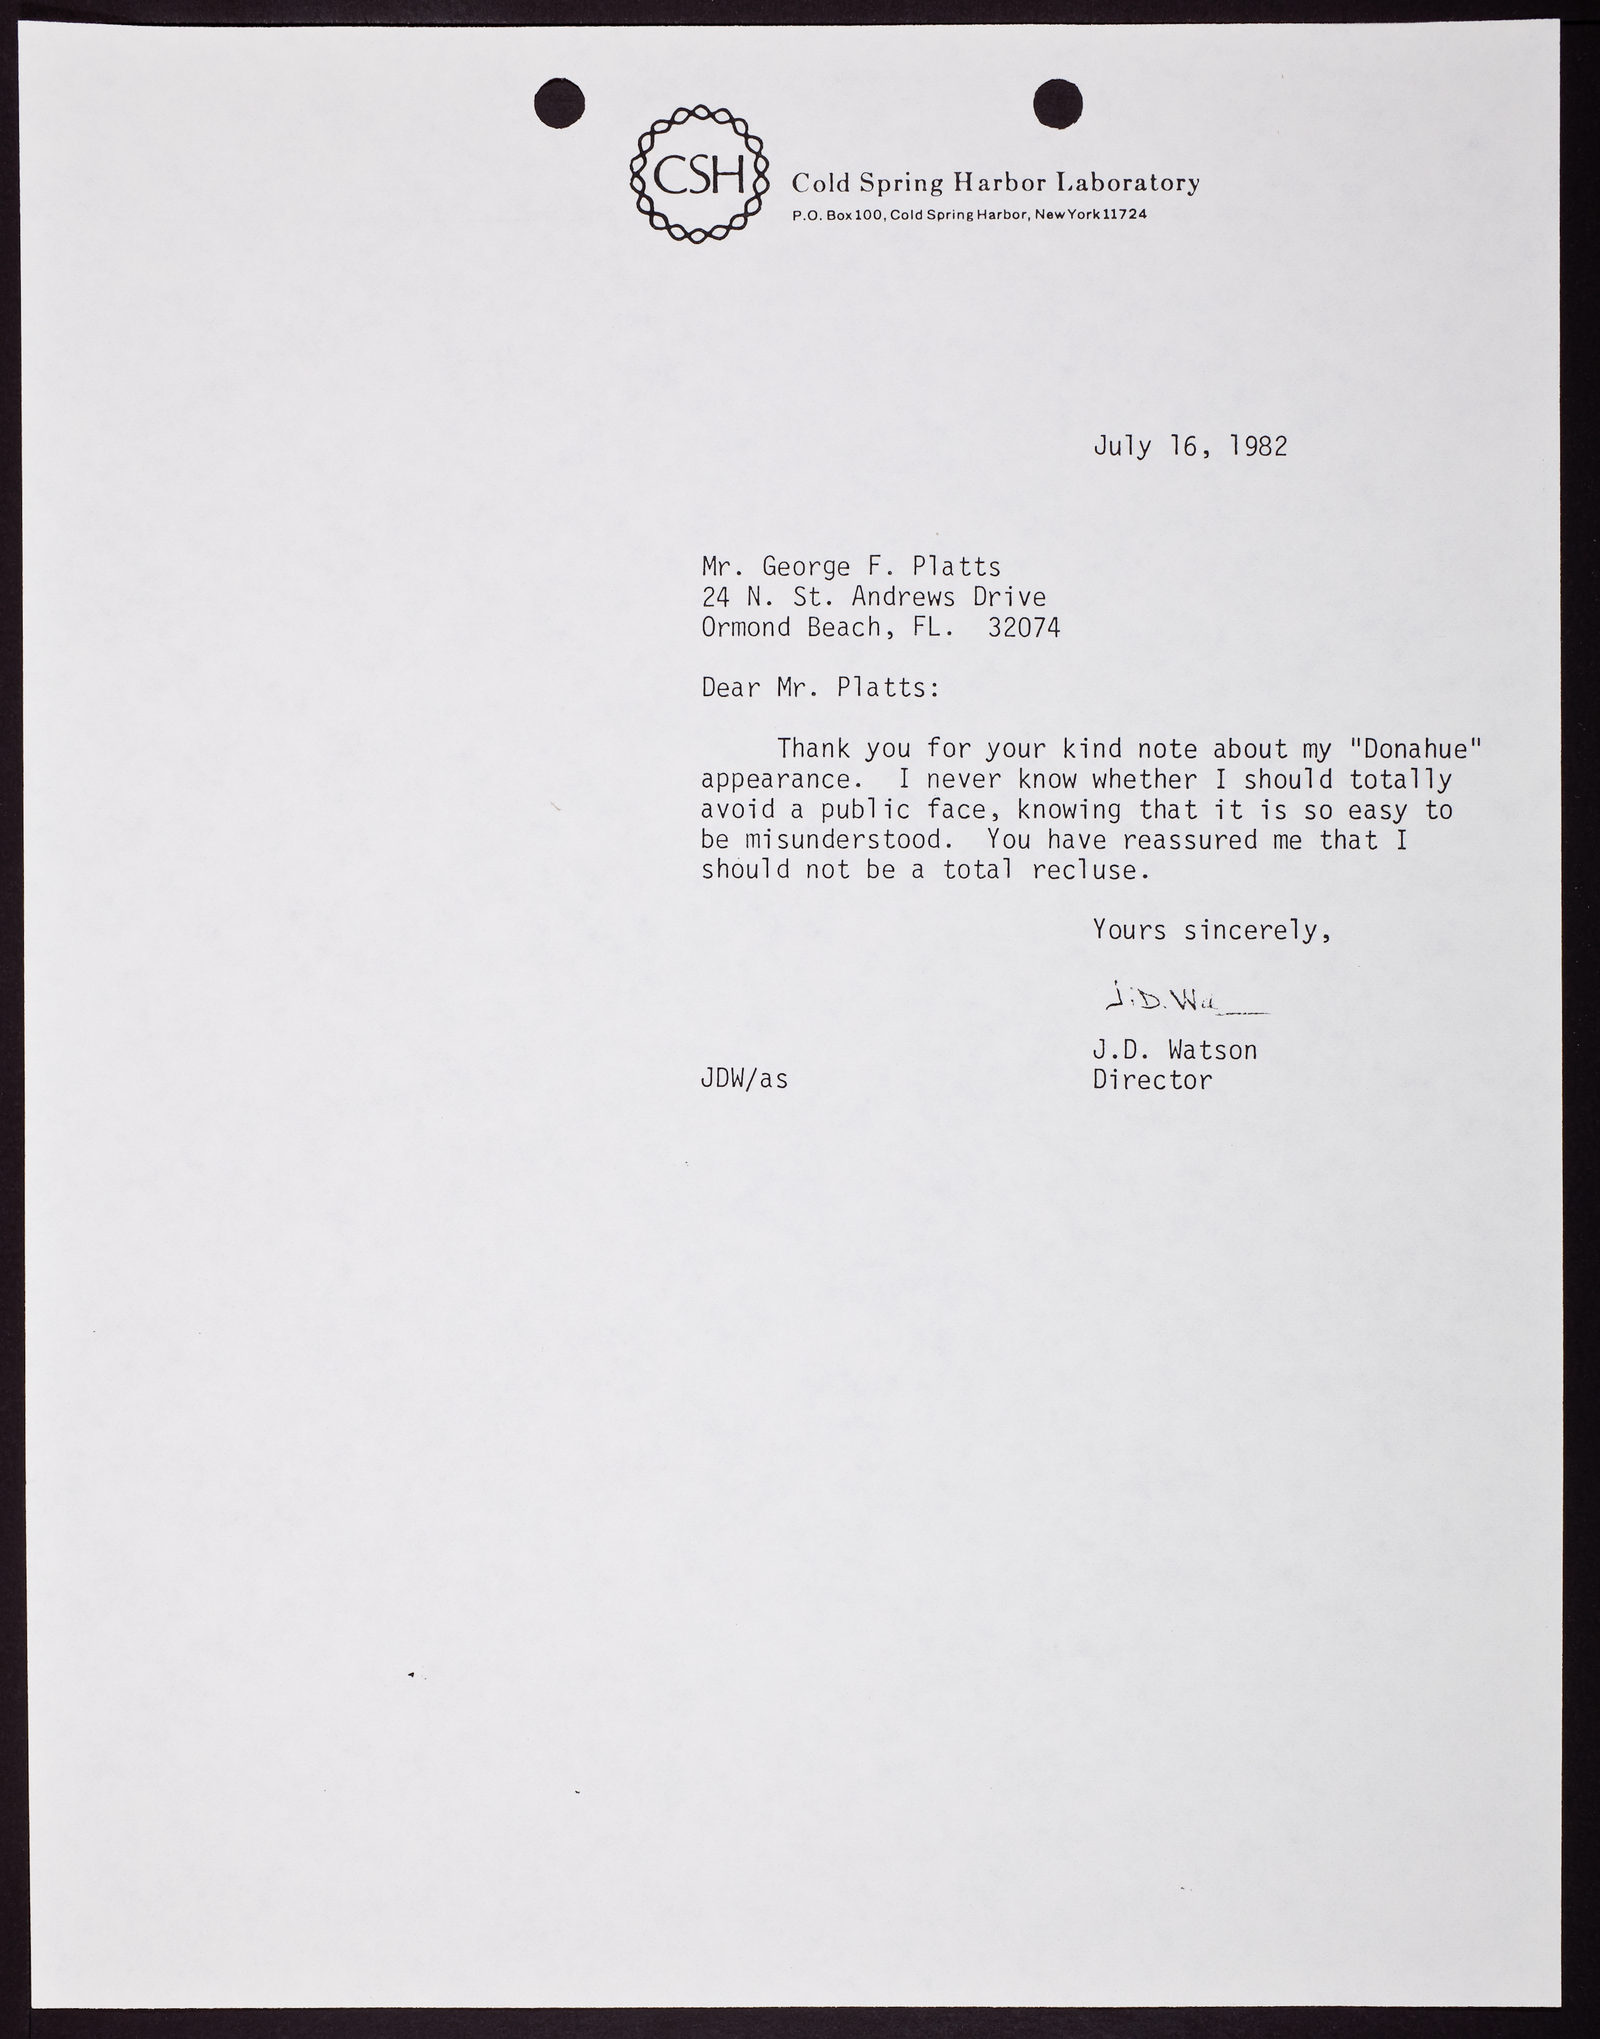 CSH
Cold Spring Harbor Laboratory
P.O. Box 100, Cold Spring Harbor, New York 11724
July 16, 1982
Mr. George F. Platts
24 N. St. Andrews Drive
Ormond Beach, FL.  32074
Dear Mr. Platts:
Thank you for your kind note about my "Donahue"
appearance.  I never know whether I should totally
avoid a public face, knowing that it is so easy to
be misunderstood.  You have reassured me that I
should not be a total recluse.
Yours sincerely,
J.D. Wa
J.D. Watson
JDW/as Director